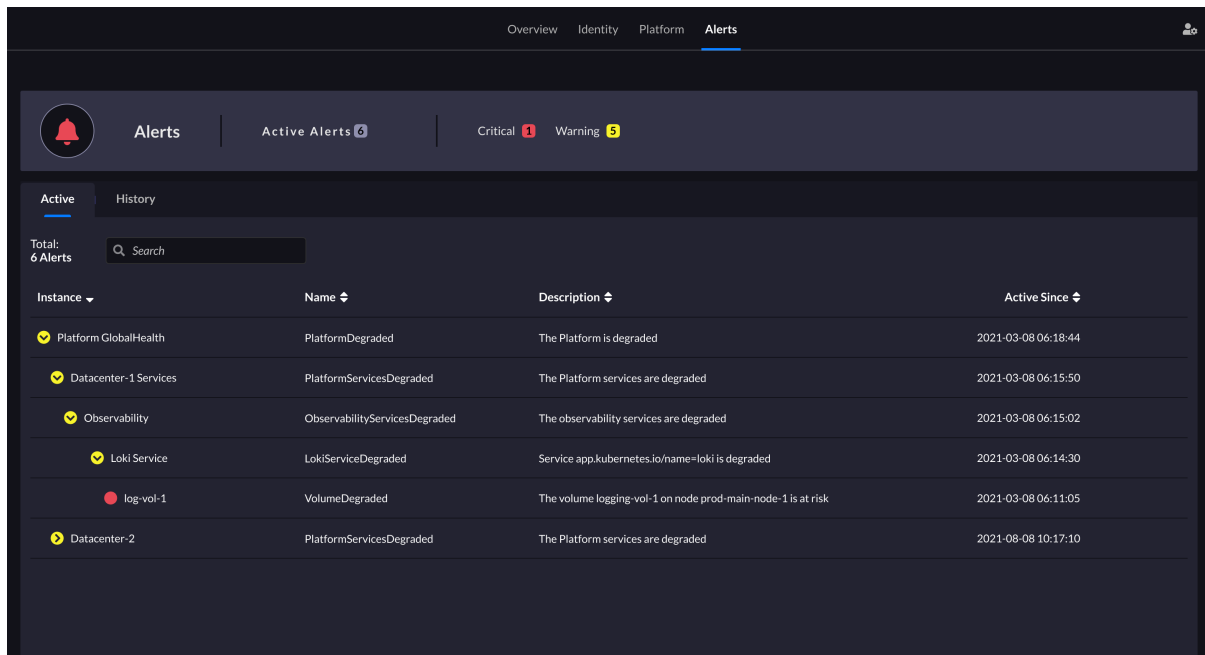 Overview Identity Platform Alerts
Alerts Active Alerts 6 Critical 1 Warning 5
Active History
Total:
6 Alerts
Search
Instance Name Description Active Since
Platform GlobalHealth PlatformDegraded The Platform is degraded 2021-03-08 06:18:44
Datacenter-1 Services PlatformServicesDegraded The Platform services are degraded 2021-03-08 06:15:50
Observability ObservabilityServicesDegraded The observability services are degraded 2021-03-08 06:15:02
Loki Service LokiServiceDegraded Service app.kubernetes.io/name=loki is degraded 2021-03-08 06:14:30
log-vol-1 VolumeDegraded The volume logging-vol-1 on node prod-main-node-1 is at risk 2021-03-08 06:11:05
Datacenter-2 PlatformServicesDegraded The Platform services are degraded 2021-08-08 10:17:10